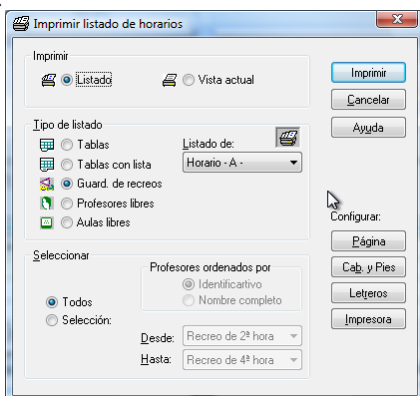 Imprimir listado de horarios
Imprimir
Listado
Vista actual
Imprimir
Cancelar
Ayuda
Tipo de listado
Tablas
Tablas con lista
Guard. de recreos
Profesores libres
Aulas libres
Listado de:
Horario - A -
Configurar:
Página
Cab. y Pies
Letreros
Impresora
Seleccionar
Profesores ordenados por
Identificartivo
Nombre completo
Todos
Selección:
Desde: Recreo de 2ª hora
Hasta: Recreo de 4ª hora